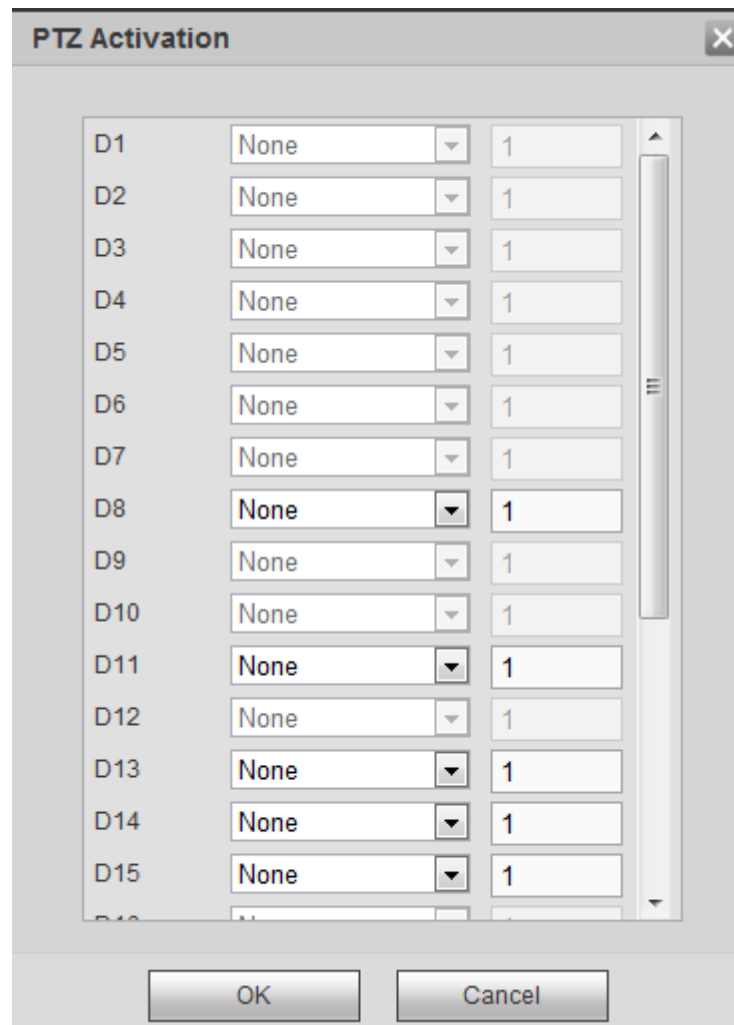 PTZ Activation
D1 None 1
D2 None 1
D3 None 1
D4 None 1
D5 None 1
D6 None 1
D7 None 1
D8 None 1
D9 None 1
D10 None 1
D11 None 1
D12 None 1
D13 None 1
D14 None 1
D15 None 1
OK Cancel